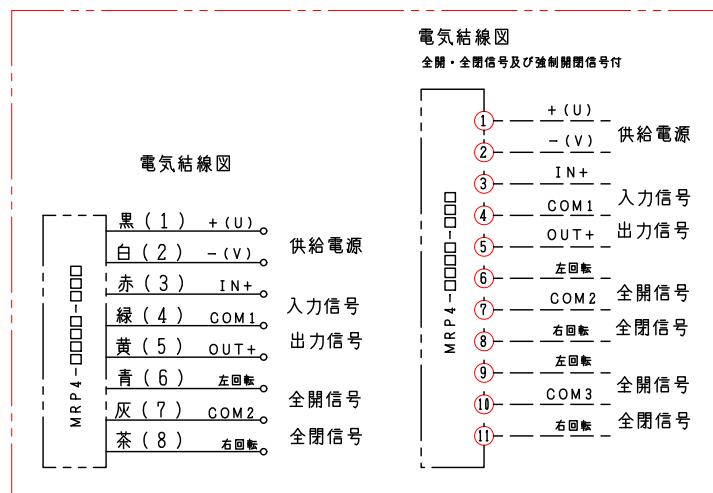 電気結線図
全開・全閉信号及び強制開閉信号付
① +(U)
供給電源
② -(V)
③ IN+
入力信号
④ COM1
出力信号
⑤ OUT+
⑥ 左回転
全開信号
⑦ COM2
全閉信号
⑧ 右回転
⑨ 左回転
全開信号
⑩ COM3
全閉信号
⑪ 右回転
MRP4-□□□□-□□□
電気結線図
黒(1) +(U)
供給電源
白(2) -(V)
赤(3) IN+
入力信号
緑(4) COM1
出力信号
黄(5) OUT+
青(6) 左回転
全開信号
灰(7) COM2
全閉信号
茶(8) 右回転
MRP4-□□□□-□□□